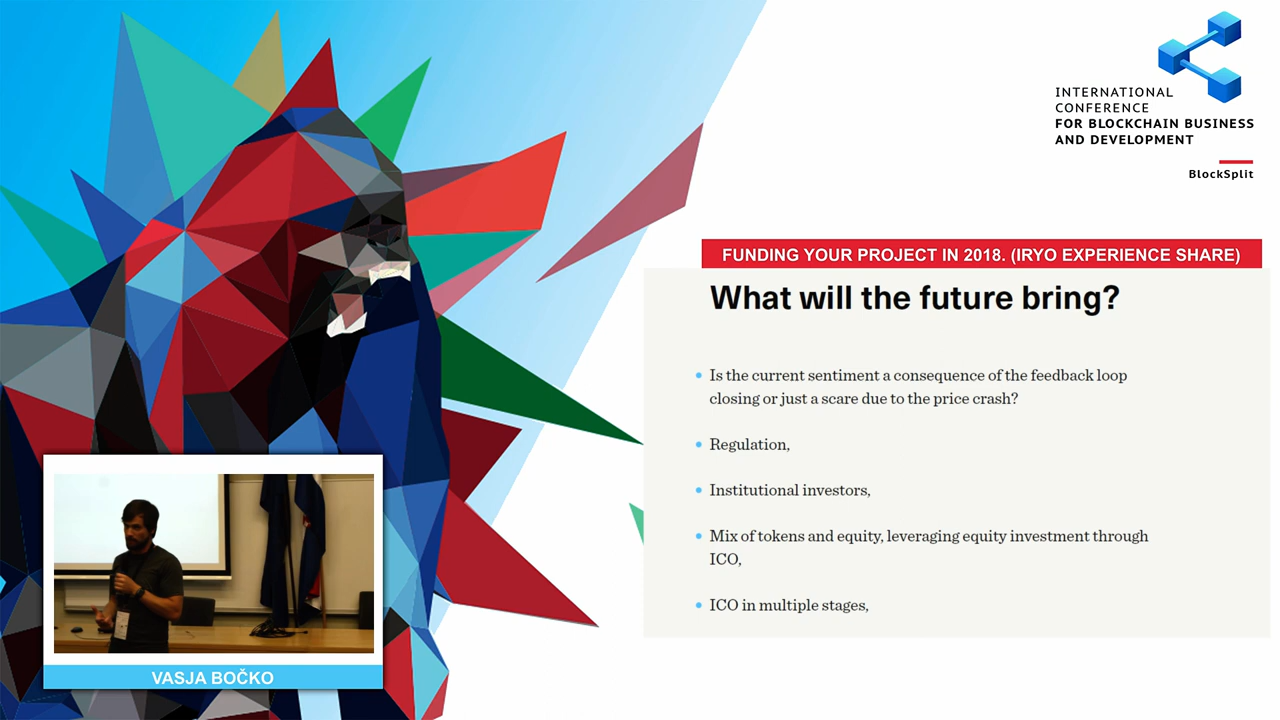 INTERNATIONAL
CONFERENCE
FOR BLOCKCHAIN BUSINESS
AND DEVELOPMENT
BlockSplit
FUNDING YOUR PROJECT IN 2018. (IRYO EXPERIENCE SHARE)
What will the future bring?
• Is the current sentiment a consequence of the feedback loop
closing or just a scare due to the price crash?
• Regulation,
• Institutional investors,
• Mix of tokens and equity, leveraging equity investment through
ICO,
• ICO in multiple stages,
VASJA BOČKO